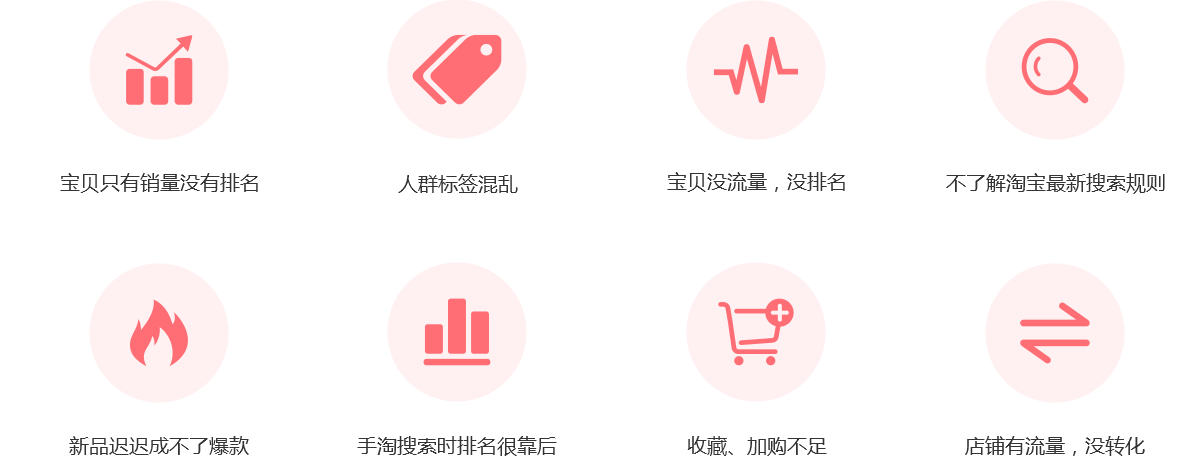 宝贝只有销量没有排名
人群标签混乱
宝贝没流量，没排名
不了解淘宝最新搜索规则
新品迟迟成不了爆款
手淘搜索时排名很靠后
收藏、加购不足
店铺有流量，没转化